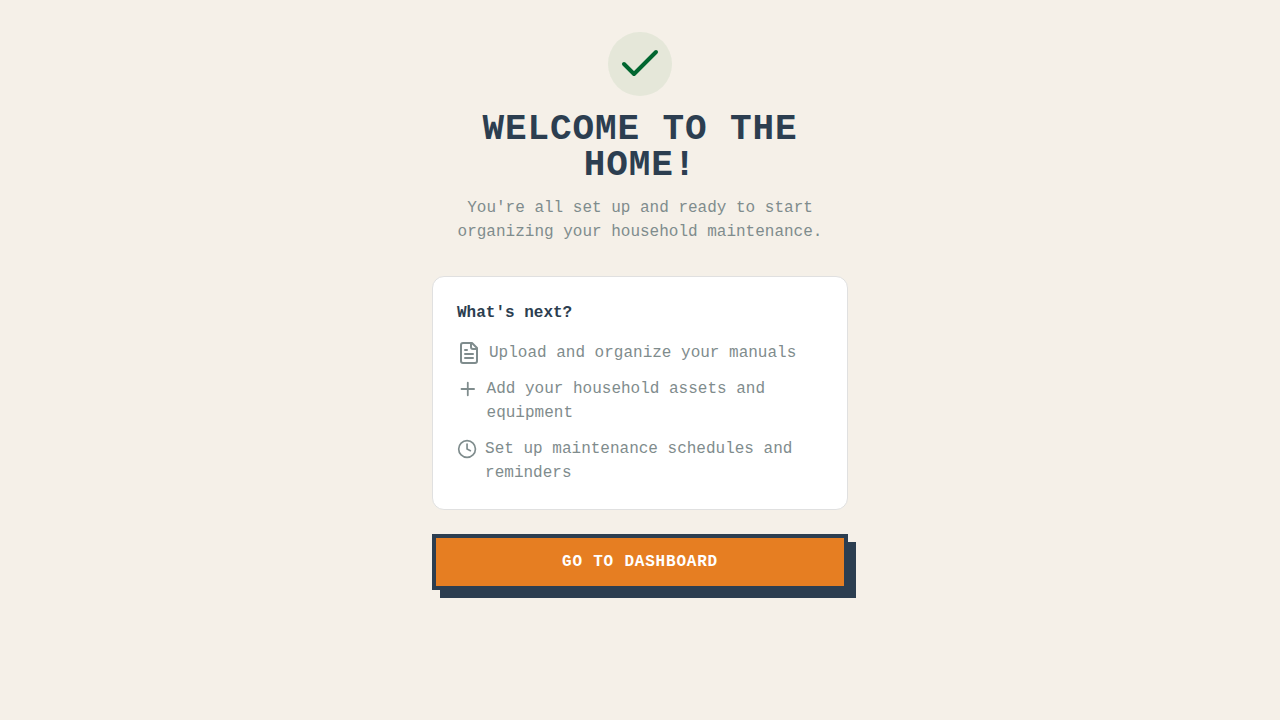 WELCOME TO THE
HOME!
You're all set up and ready to start
organizing your household maintenance.
What's next?
Upload and organize your manuals
Add your household assets and
equipment
Set up maintenance schedules and
reminders
GO TO DASHBOARD